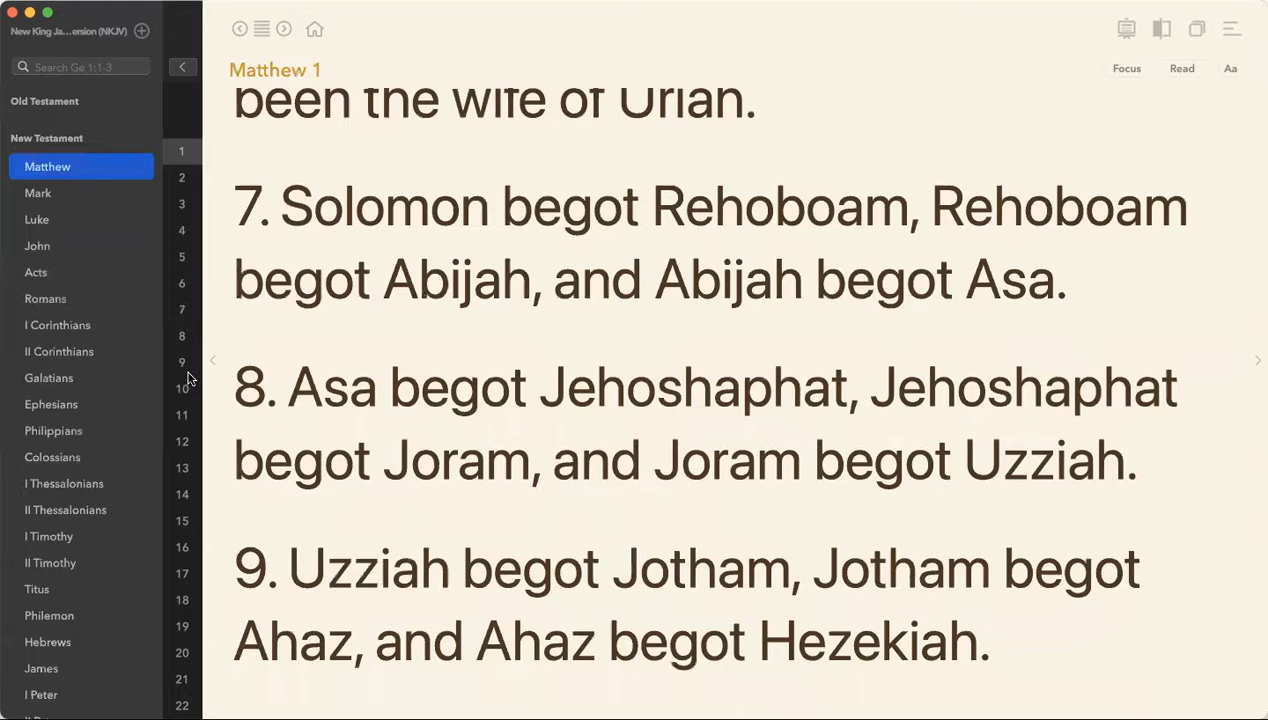 New King Ja...ersion (NKJV)
Search Ge 1:1-3
Old Testament
New Testament
Matthew
Mark
Luke
John
Acts
Romans
I Corinthians
II Corinthians
Galatians
Ephesians
Philippians
Colossians
I Thessalonians
II Thessalonians
I Timothy
II Timothy
Titus
Philemon
Hebrews
James
I Peter
1
2
3
4
5
6
7
8
9
10
11
12
13
14
15
16
17
18
19
20
21
22
Matthew 1
Focus
Read
Aa
been the wife of Uriah.
7. Solomon begot Rehoboam, Rehoboam
begot Abijah, and Abijah begot Asa.
8. Asa begot Jehoshaphat, Jehoshaphat
begot Joram, and Joram begot Uzziah.
9. Uzziah begot Jotham, Jotham begot
Ahaz, and Ahaz begot Hezekiah.